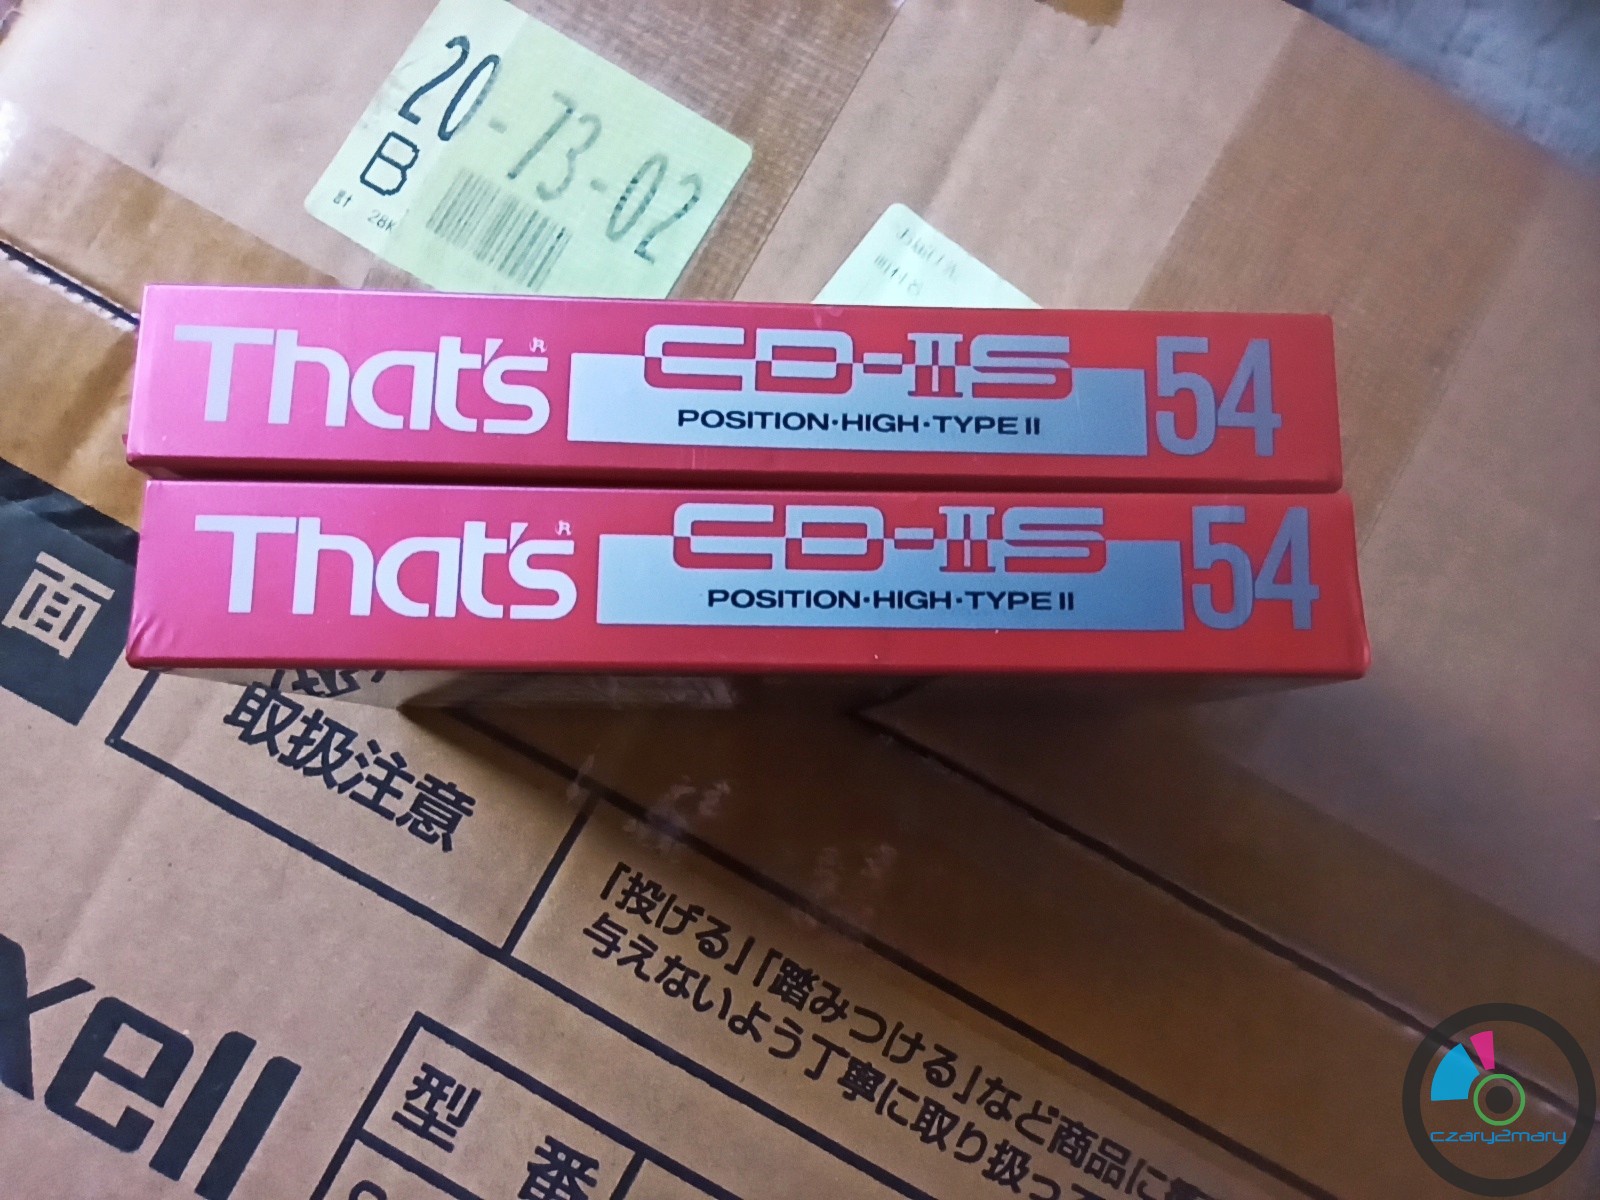 20-73-02
B
計 28K
That's® CD-IIS 54
POSITION·HIGH·TYPE II
That's® CD-IIS 54
POSITION·HIGH·TYPE II
面
取扱注意
「投げる」「踏みつける」など商品に
与えないよう丁寧に取り扱っ
xell
型番
czary2mary